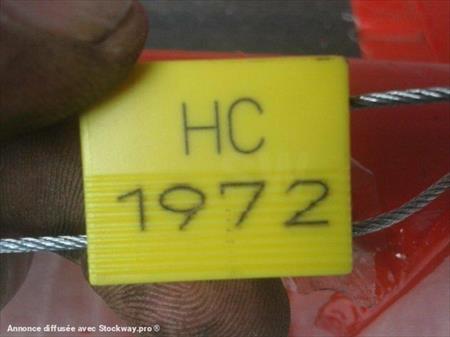 HC
1972
Annonce diffusée avec Stockway.pro ®